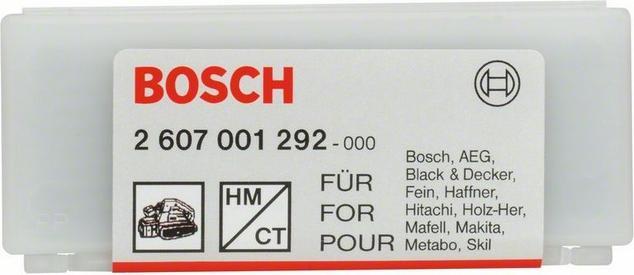 BOSCH
2 607 001 292 - 000
HM
CT
FÜR
FOR
POUR
Bosch, AEG,
Black & Decker,
Fein, Haffner,
Hitachi, Holz-Her,
Mafell, Makita,
Metabo, Skil